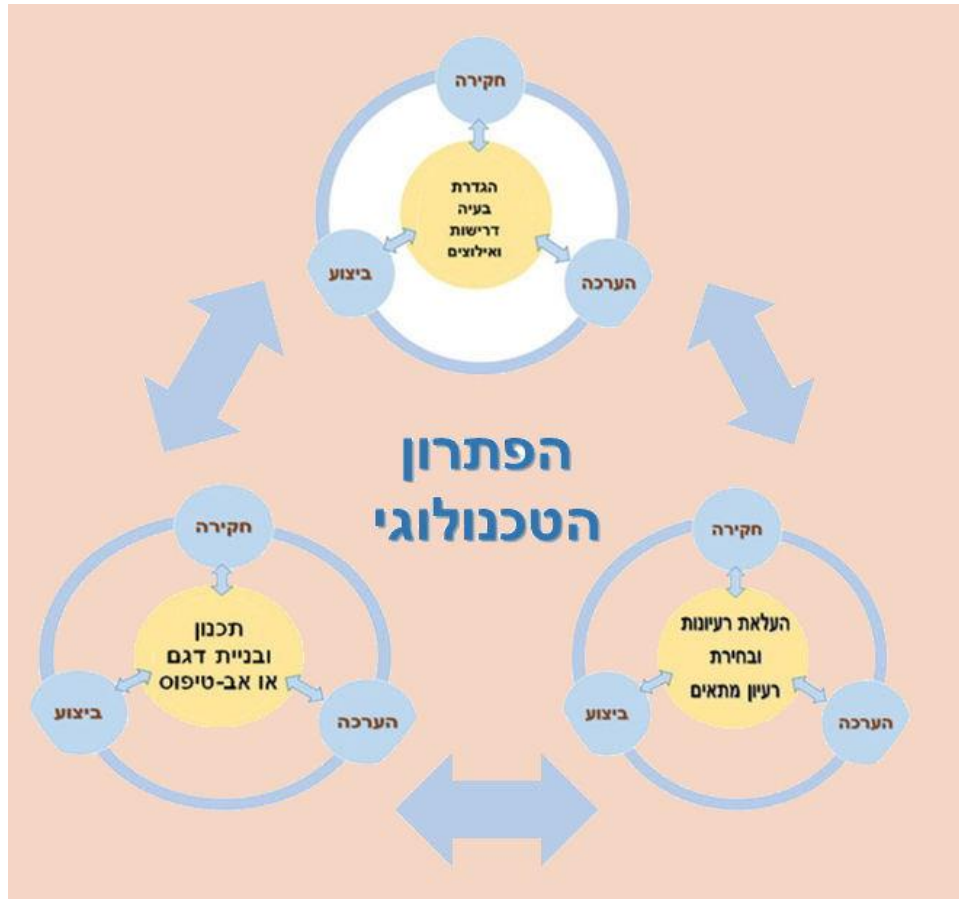 חקירה
הגדרת
בעיה
דרישות
ואילוצים
הערכה
ביצוע
הפתרון
הטכנולוגי
חקירה
העלאת רעיונות
ובחירת
רעיון מתאים
הערכה
ביצוע
חקירה
תכנון
ובניית דגם
או אב-טיפוס
הערכה
ביצוע